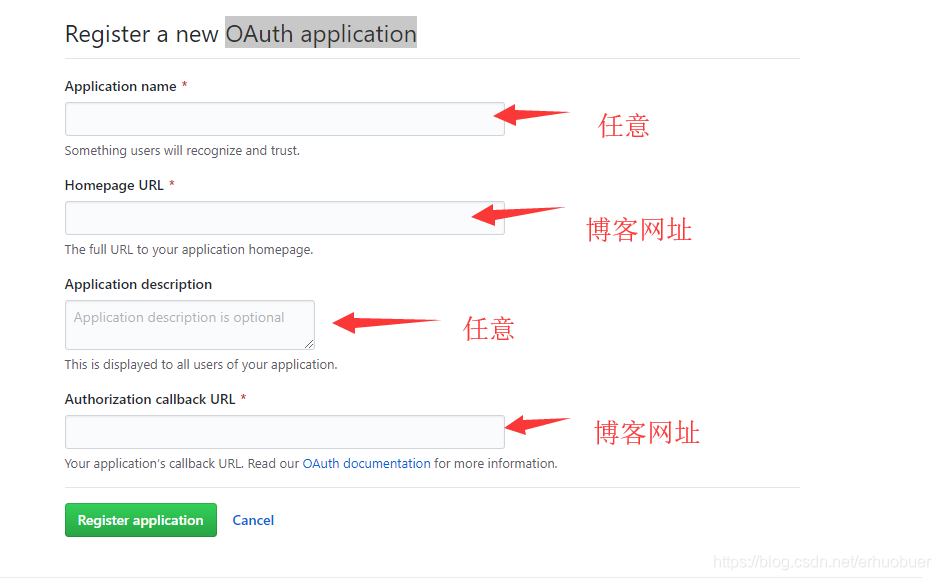 Register a new OAuth application
Application name *
任意
Something users will recognize and trust.
Homepage URL *
博客网址
The full URL to your application homepage.
Application description
Application description is optional
任意
This is displayed to all users of your application.
Authorization callback URL *
博客网址
Your application's callback URL. Read our OAuth documentation for more information.
Register application Cancel
https://blog.csdn.net/erhuobuer